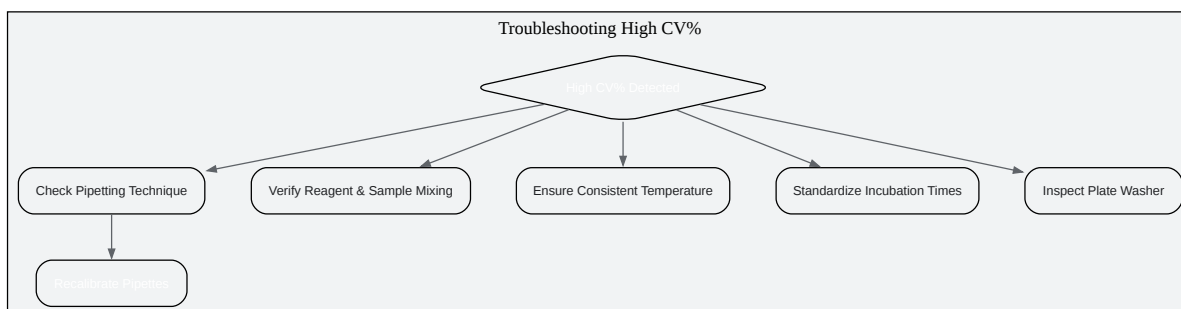 Troubleshooting High CV%
High CV% Detected
Check Pipetting Technique
Verify Reagent & Sample Mixing
Ensure Consistent Temperature
Standardize Incubation Times
Inspect Plate Washer
Recalibrate Pipettes